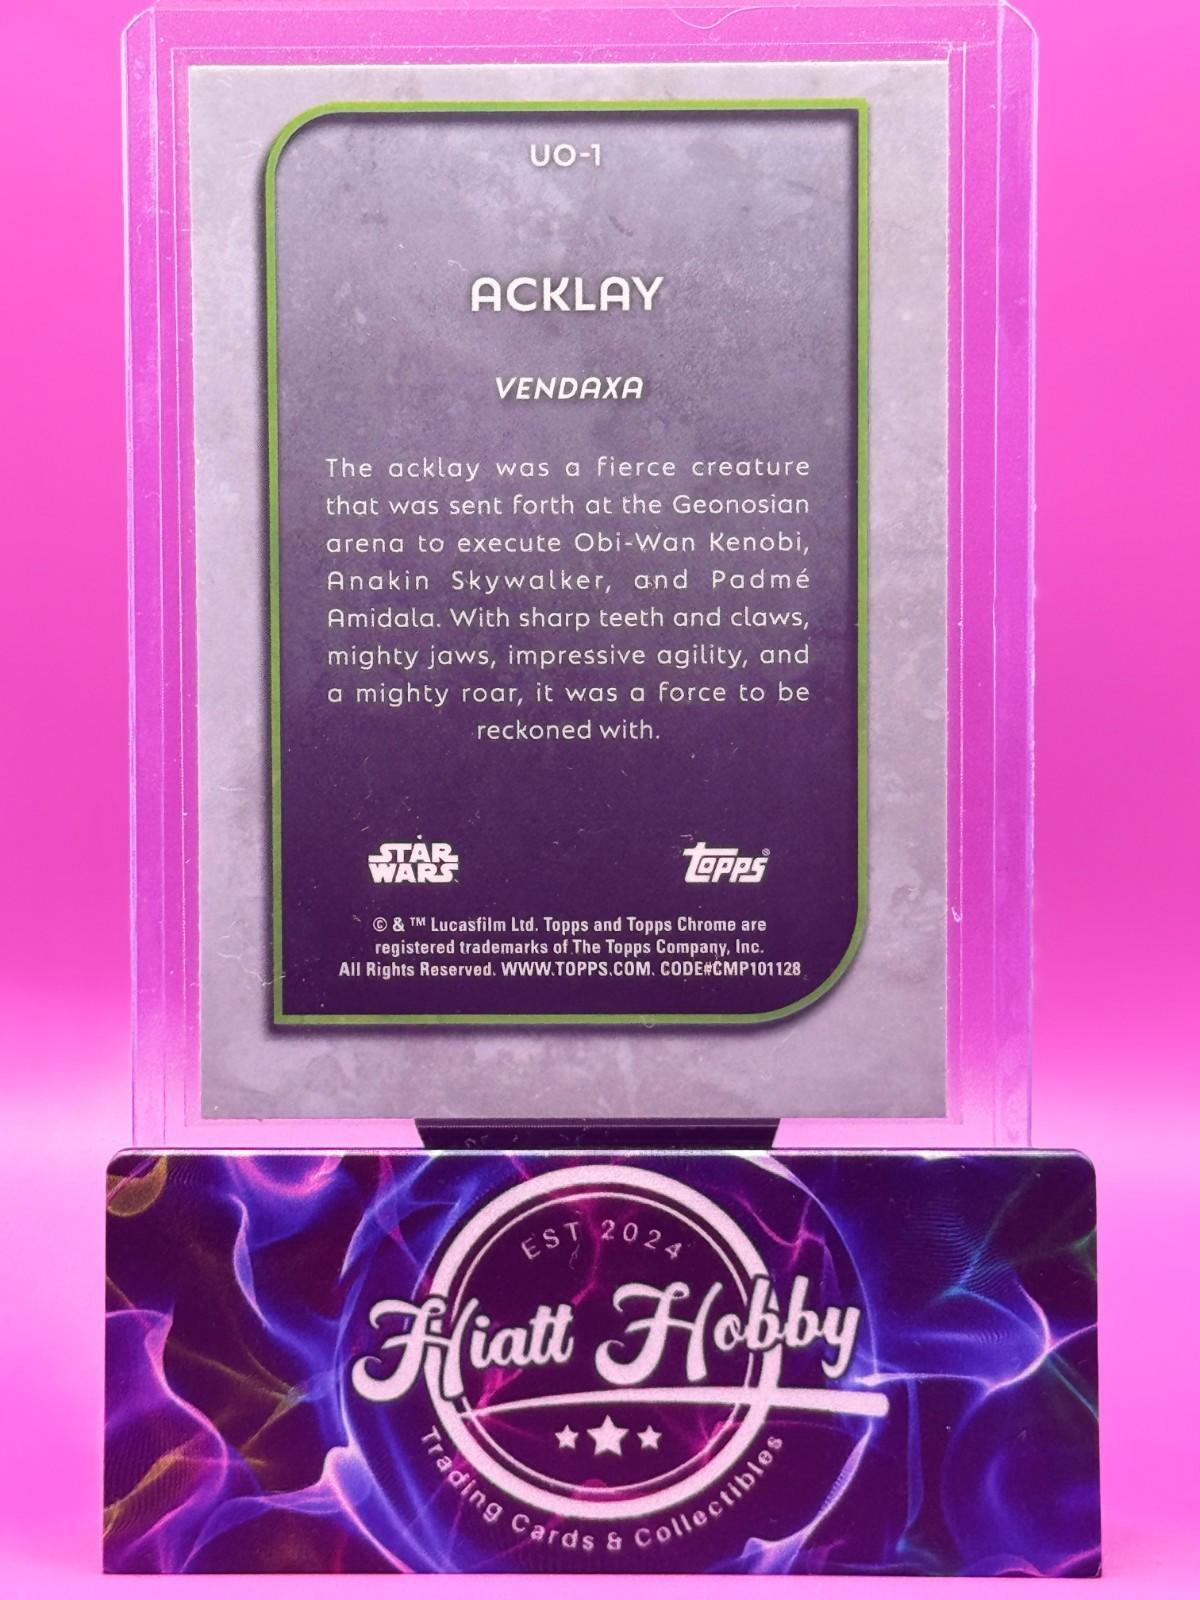 UO-1
ACKLAY
VENDAXA
The acklay was a fierce creature
that was sent forth at the Geonosian
arena to execute Obi-Wan Kenobi,
Anakin Skywalker, and Padmé
Amidala. With sharp teeth and claws,
mighty jaws, impressive agility, and
a mighty roar, it was a force to be
reckoned with.
STAR WARS
Topps®
© & ™ Lucasfilm Ltd. Topps and Topps Chrome are
registered trademarks of The Topps Company, Inc.
All Rights Reserved. WWW.TOPPS.COM. CODE#CMP101128
EST 2024
Hiatt Hobby
Trading Cards & Collectibles